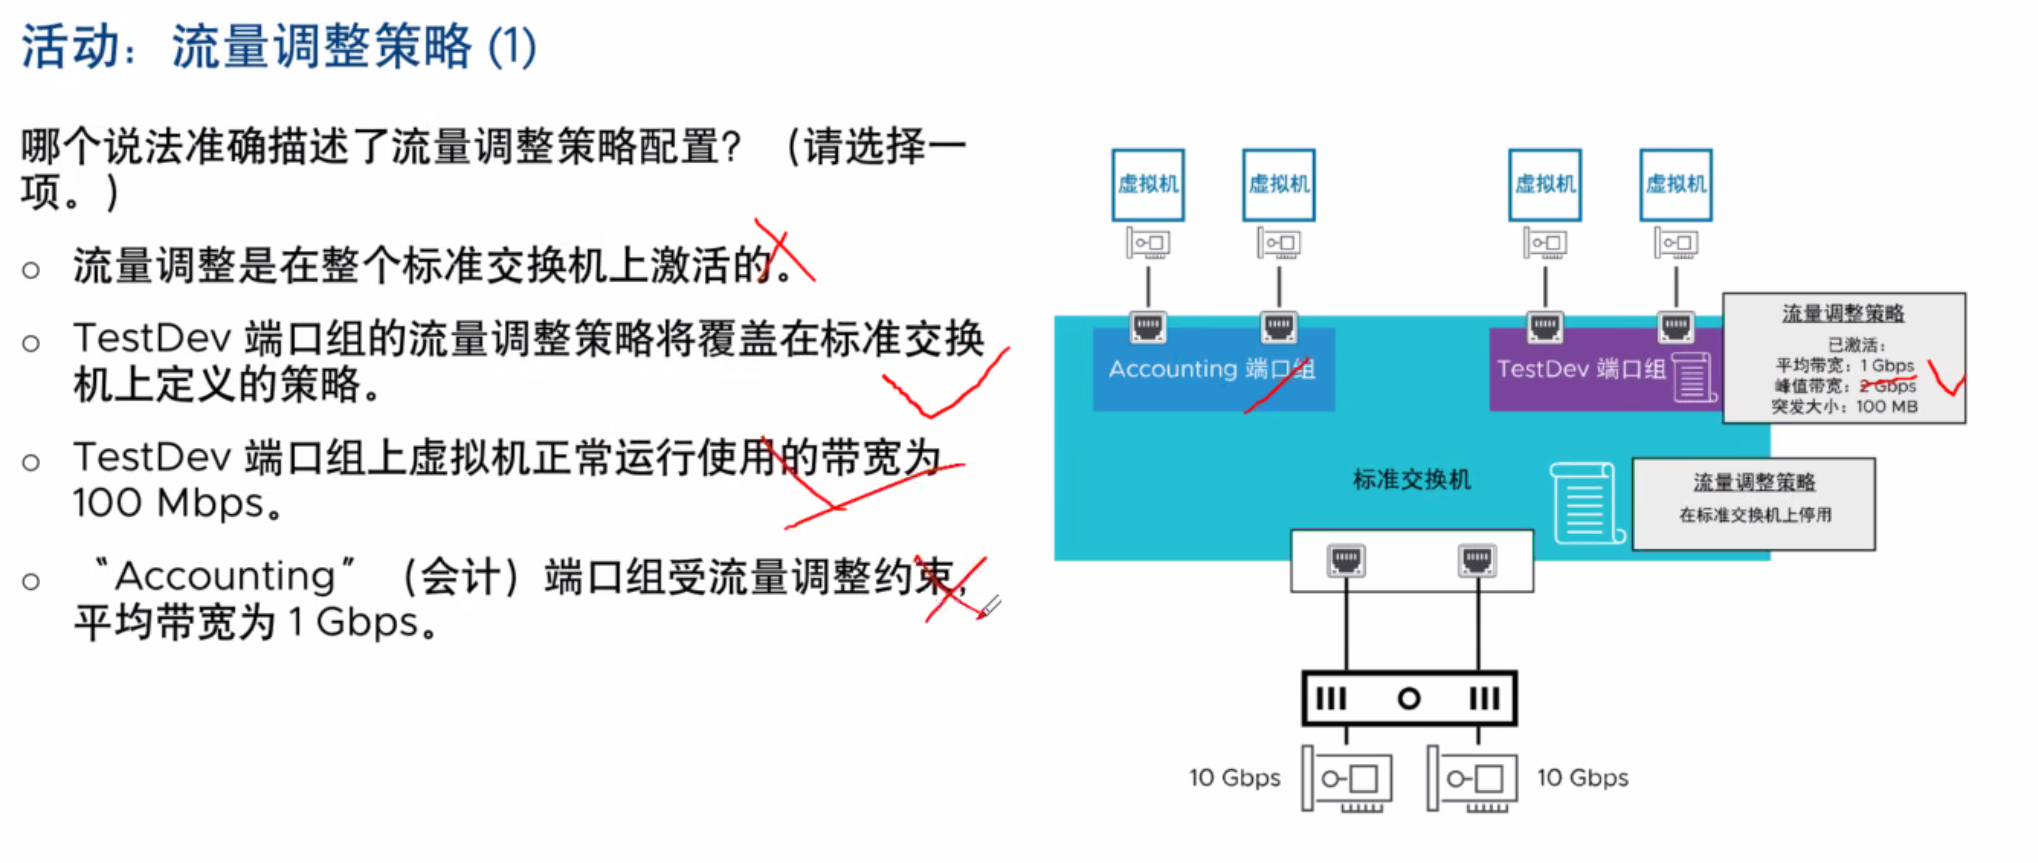 活动：流量调整策略 (1)
哪个说法准确描述了流量调整策略配置？（请选择一
项。)
○ 流量调整是在整个标准交换机上激活的。
○ TestDev 端口组的流量调整策略将覆盖在标准交换
机上定义的策略。
○ TestDev 端口组上虚拟机正常运行使用的带宽为
100 Mbps。
○ “Accounting”（会计）端口组受流量调整约束，
平均带宽为 1 Gbps。
虚拟机
虚拟机
虚拟机
虚拟机
Accounting 端口组
TestDev 端口组
流量调整策略
已激活：
平均带宽：1 Gbps
峰值带宽：2 Gbps
突发大小：100 MB
标准交换机
流量调整策略
在标准交换机上停用
10 Gbps
10 Gbps